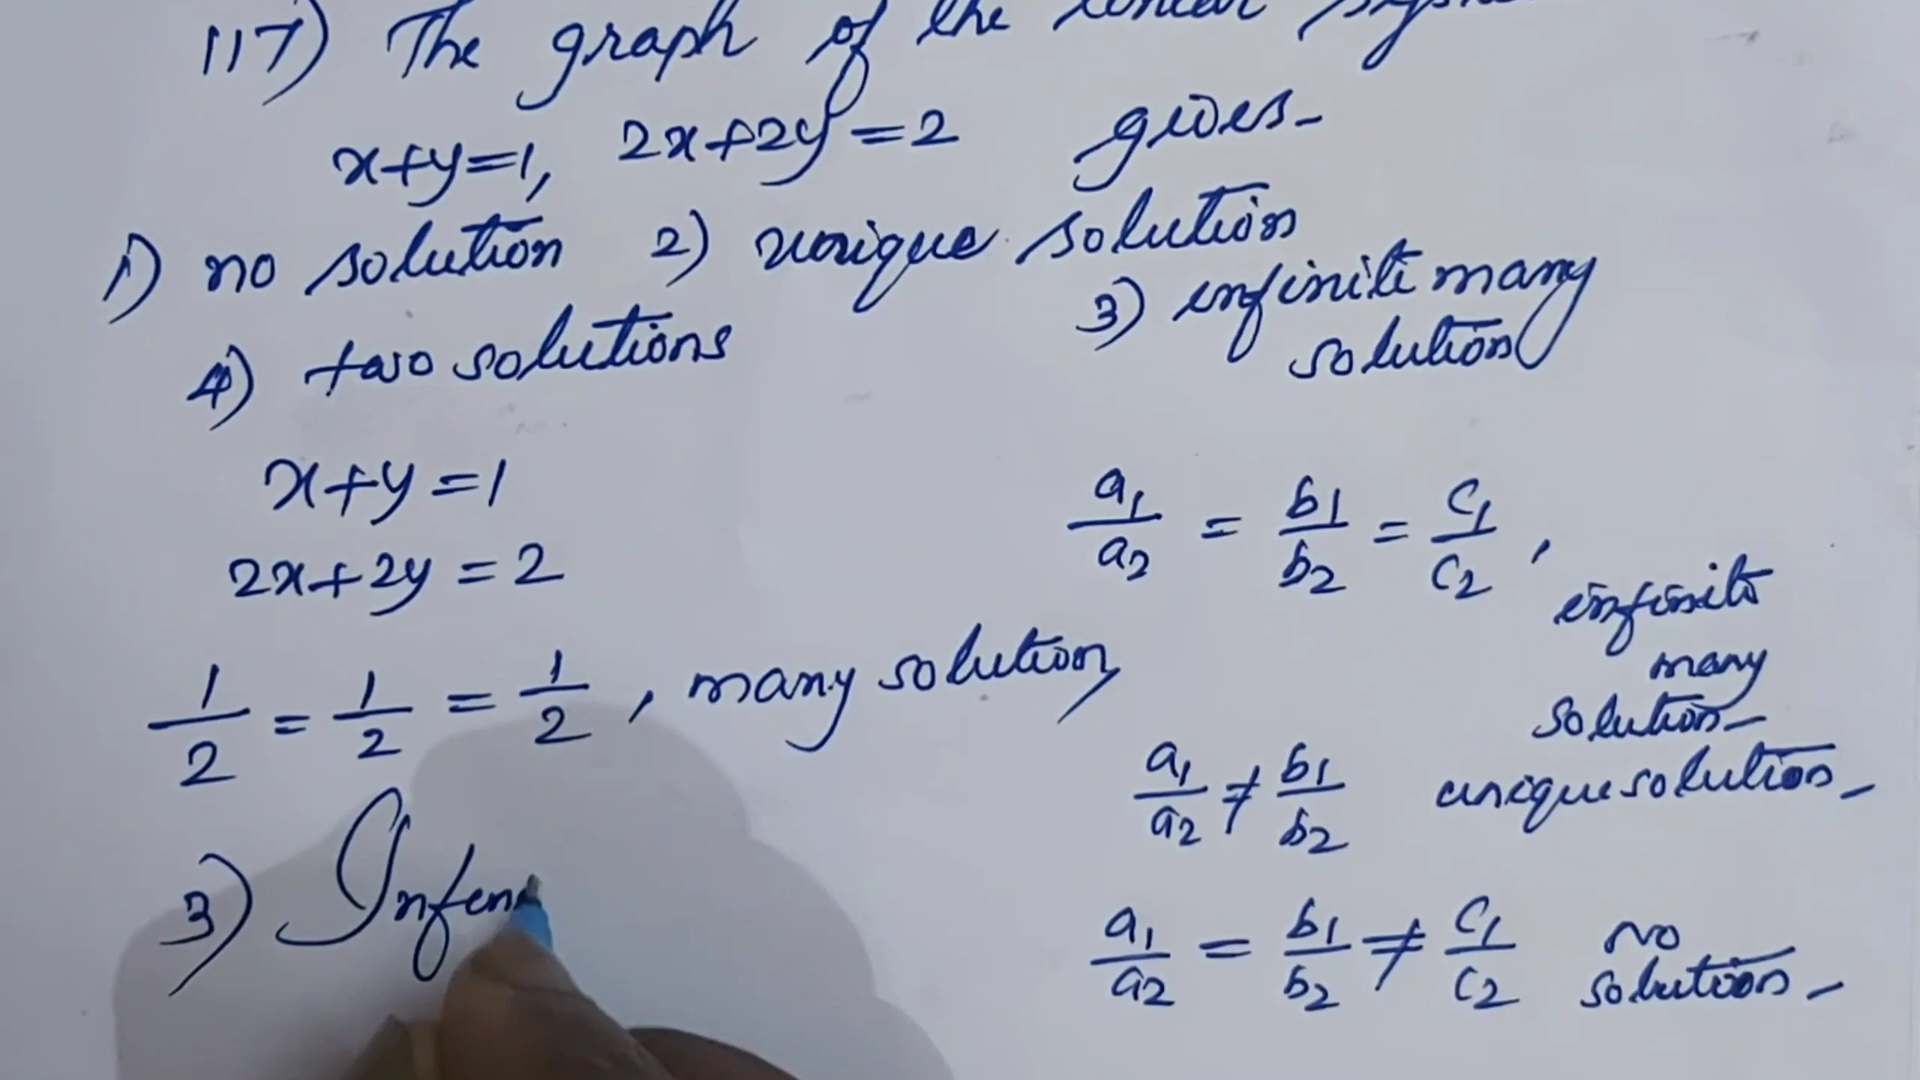 117) The graph of the linear system
x+y=1, 2x+2y=2 gives-
1) no solution 2) unique solution
3) infinite many solution
4) two solutions
x+y=1
2x+2y=2
1/2 = 1/2 = 1/2, many solution,
3) Infin
a1/a2 = b1/b2 = c1/c2, infinite many solution-
a1/a2 ≠ b1/b2 unique solution-
a1/a2 = b1/b2 ≠ c1/c2 no solution-